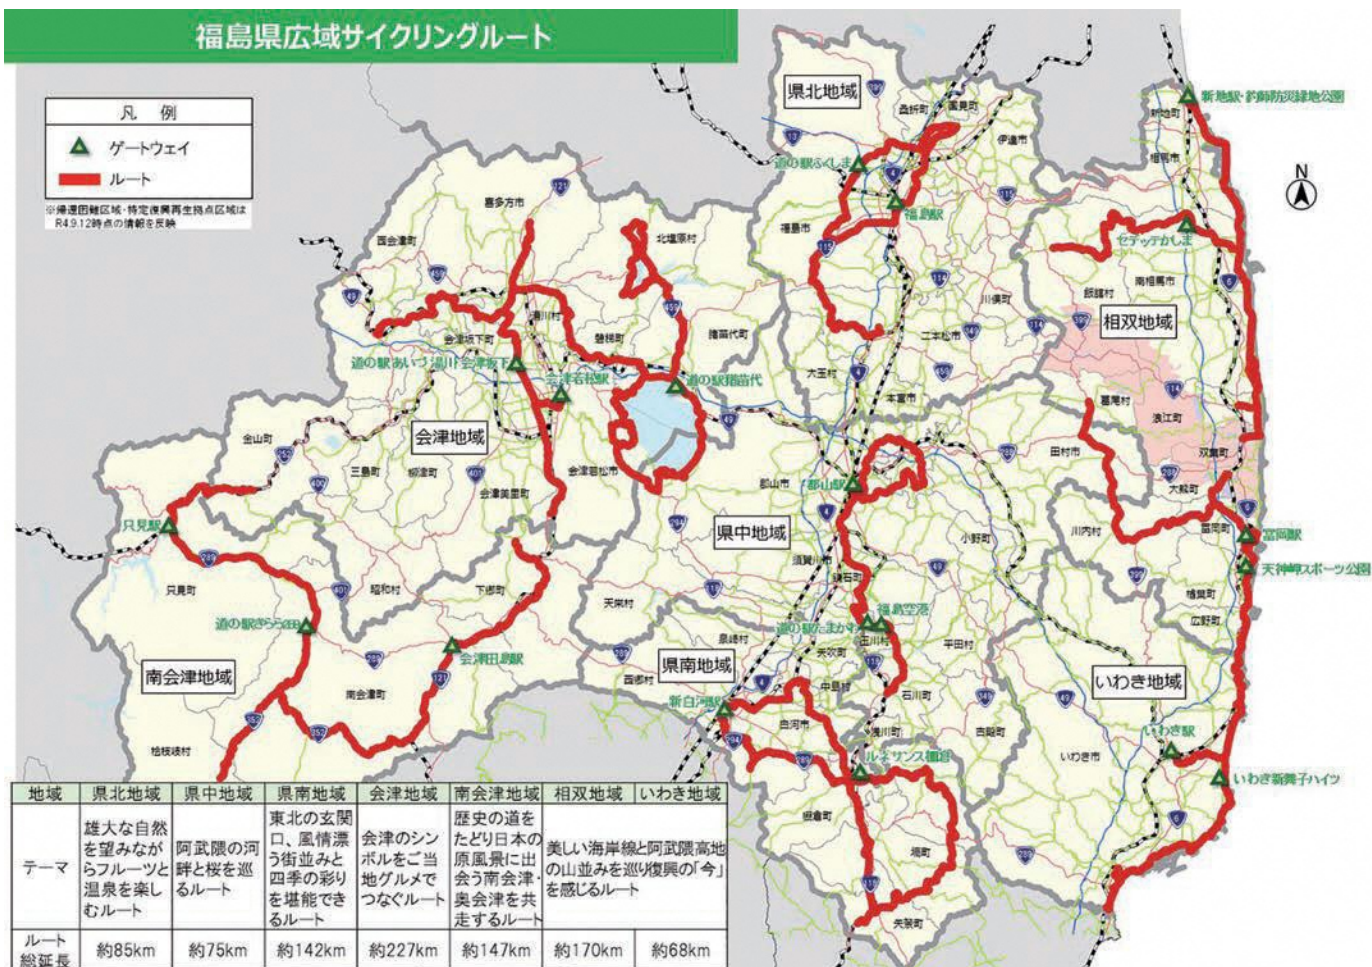 福島県広域サイクリングルート
凡 例
ゲートウェイ
ルート
※帰還困難区域・特定復興再生拠点区域は
R4.9.12時点の情報を反映
N
県北地域
相双地域
会津地域
県中地域
県南地域
南会津地域
いわき地域
新地駅・釣師防災緑地公園
道の駅ふくしま
福島駅
セデッテかしま
道の駅あいづ 湯川・会津坂下
会津若松駅
道の駅猪苗代
郡山駅
只見駅
道の駅きらら289
会津田島駅
福島空港
道の駅たまかわ
新白河駅
ルネサンス棚倉
富岡駅
天神岬スポーツ公園
いわき駅
いわき新舞子ハイツ
桑折町
国見町
伊達市
新地町
相馬市
福島市
喜多方市
西会津町
北塩原村
湯川村
磐梯町
猪苗代町
会津坂下町
川俣町
二本松市
飯舘村
南相馬市
大玉村
本宮市
葛尾村
浪江町
双葉町
大熊町
田村市
富岡町
川内村
楢葉町
広野町
金山町
三島町
柳津町
会津美里町
会津若松市
郡山市
小野町
須賀川市
鏡石町
天栄村
只見町
昭和村
下郷町
南会津町
桧枝岐村
泉崎村
矢吹町
玉川村
平田村
西郷村
中島村
石川町
白河市
浅川町
古殿町
いわき市
棚倉町
塙町
矢祭町
地域 県北地域 県中地域 県南地域 会津地域 南会津地域 相双地域 いわき地域
テーマ
雄大な自然
を望みなが
らフルーツと
温泉を楽し
むルート
阿武隈の河
畔と桜を巡
るルート
東北の玄関
口、風情漂
う街並みと
四季の彩り
を堪能でき
るルート
会津のシン
ボルをご当
地グルメで
つなぐルート
歴史の道を
たどり日本の
原風景に出
会う南会津・
奥会津を共
走するルート
美しい海岸線と阿武隈高地
の山並みを巡り復興の「今」
を感じるルート
ルート
総延長
約85km 約75km 約142km 約227km 約147km 約170km 約68km